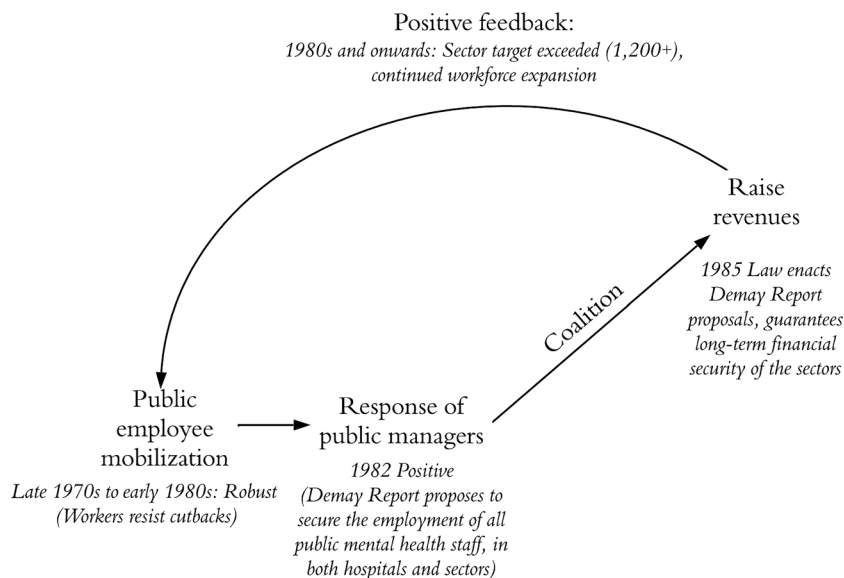 Positive feedback:
1980s and onwards: Sector target exceeded (1,200+),
continued workforce expansion
Raise
revenues
1985 Law enacts
Demay Report
proposals, guarantees
long-term financial
security of the sectors
Coalition
Public
employee
mobilization
Late 1970s to early 1980s: Robust
(Workers resist cutbacks)
Response of
public managers
1982 Positive
(Demay Report proposes to
secure the employment of all
public mental health staff, in
both hospitals and sectors)